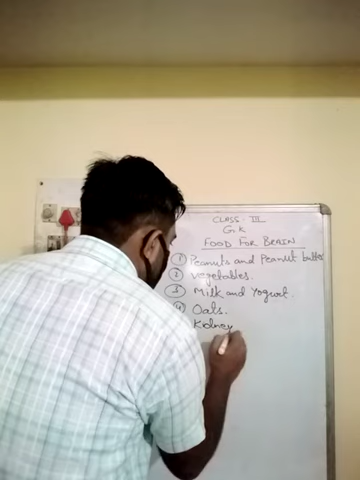 CLASS - III
G.K
FOOD FOR BRAIN
1 Peanuts and Peanut butter
2 Vegetables.
3 Milk and Yogurt.
4 Oats.
Kidney